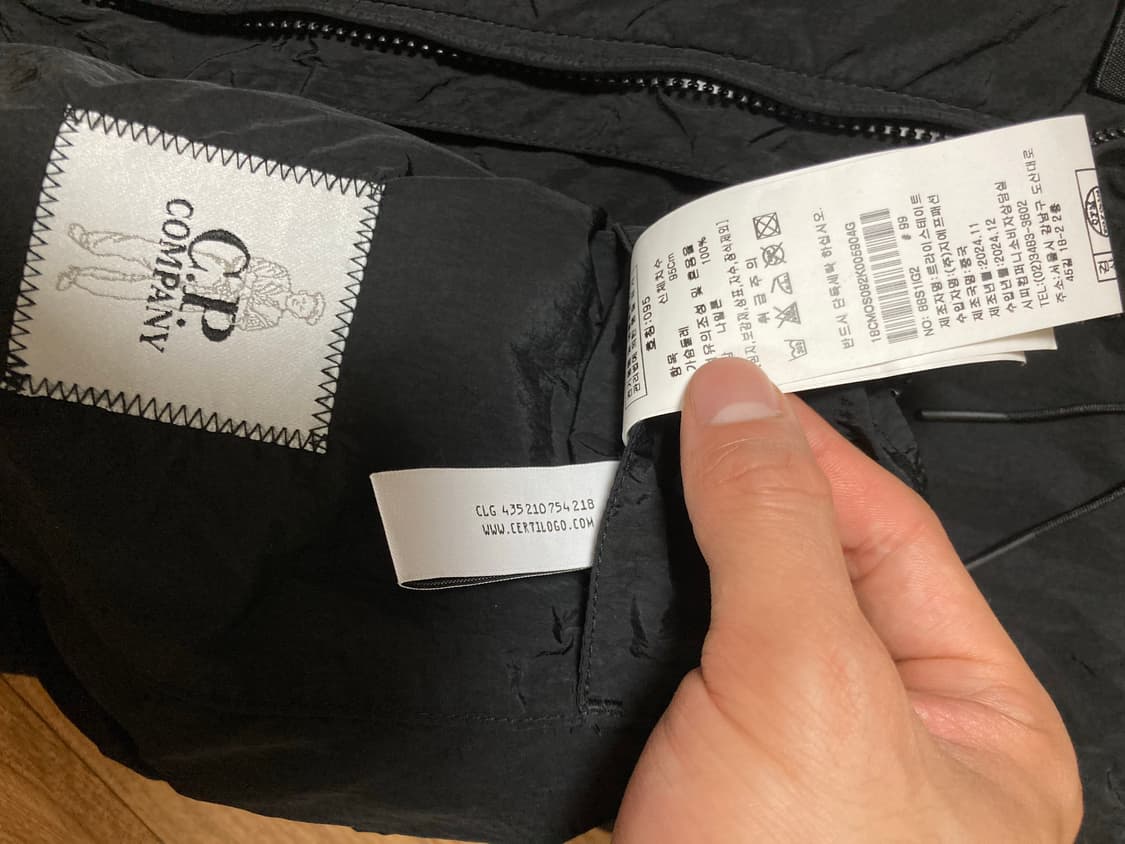 C.P.
COMPANY
CLG 435210754218
WWW.CERTILOGO.COM
호칭:095
항목 신체치수
가슴둘레 95Cm
조성 및 혼용율
나일론 100%
취급 주의
반드시 단독세탁 하십시오.
18CMOS092K005904G
# 99
NO: BBS1IG2
제조자명:트라이스테이트
수입자명:(주)지에프패션
제조국명:중국
제조년월:2024.11
수입년월:2024.12
시피컴퍼니소비자상담실
TEL:(02)3483-3602
주소:서울시 강남구 도산대로
45길 18-2 2층